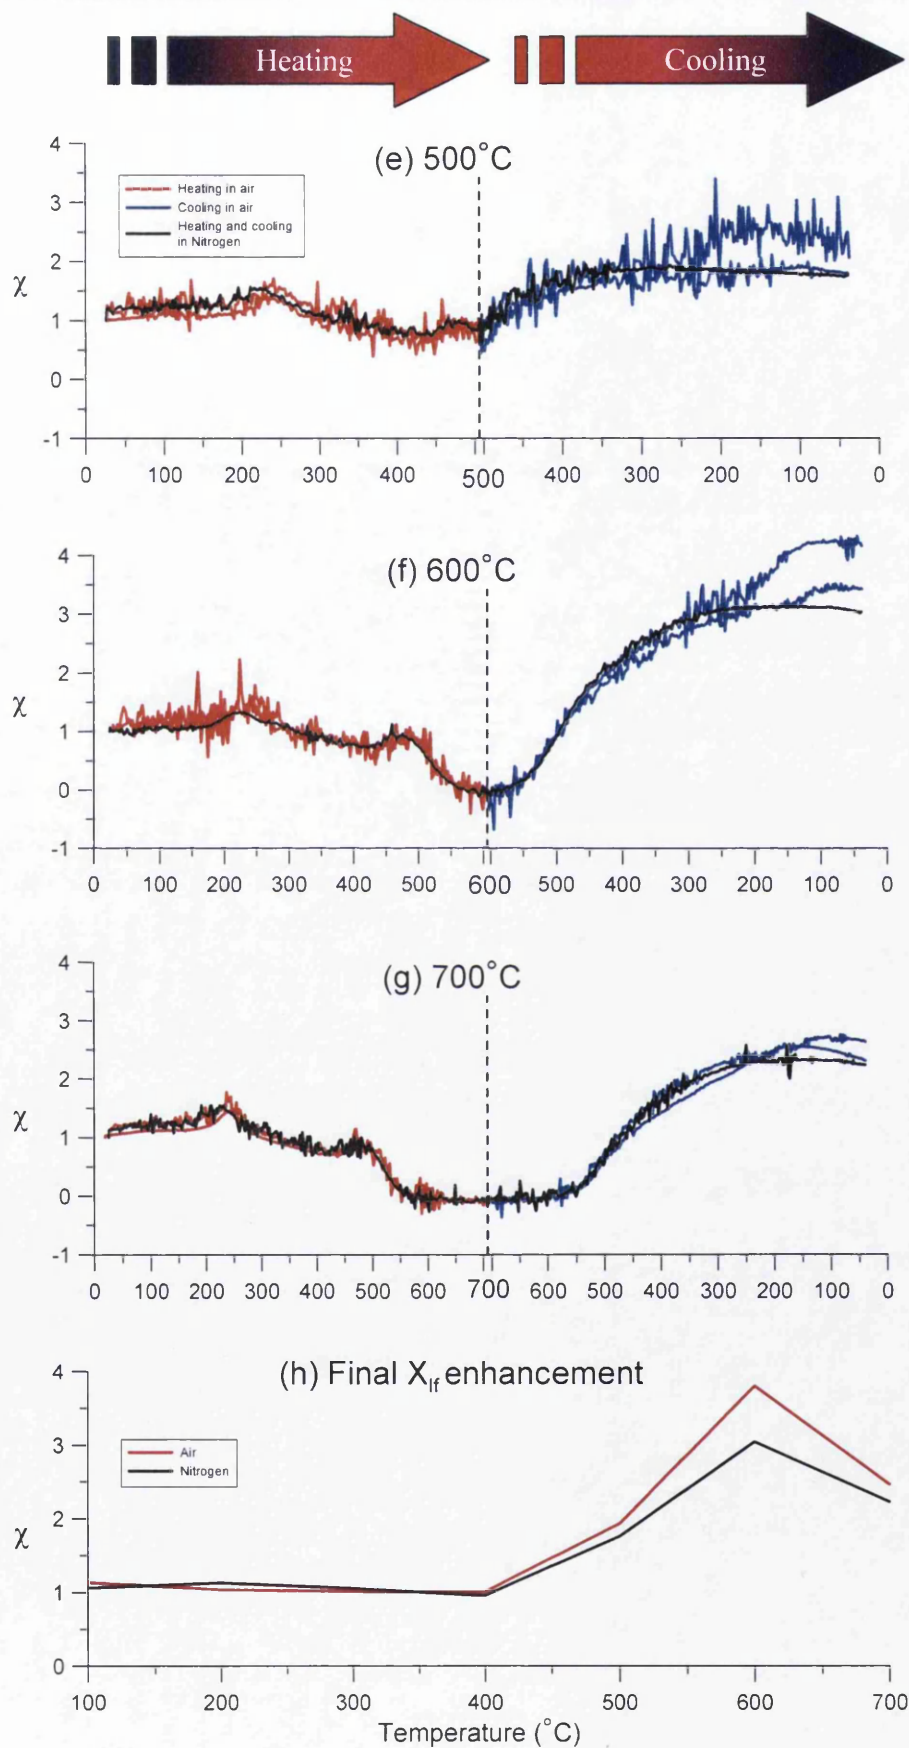 Heating Cooling
(e) 500°C
Heating in air
Cooling in air
Heating and cooling
in Nitrogen
4
3
2
χ
1
0
-1
0 100 200 300 400 500 400 300 200 100 0
(f) 600°C
4
3
2
χ
1
0
-1
0 100 200 300 400 500 600 500 400 300 200 100 0
(g) 700°C
4
3
2
χ
1
0
-1
0 100 200 300 400 500 600 700 600 500 400 300 200 100 0
(h) Final X_lf enhancement
Air
Nitrogen
4
3
2
χ
1
0
100 200 300 400 500 600 700
Temperature (°C)